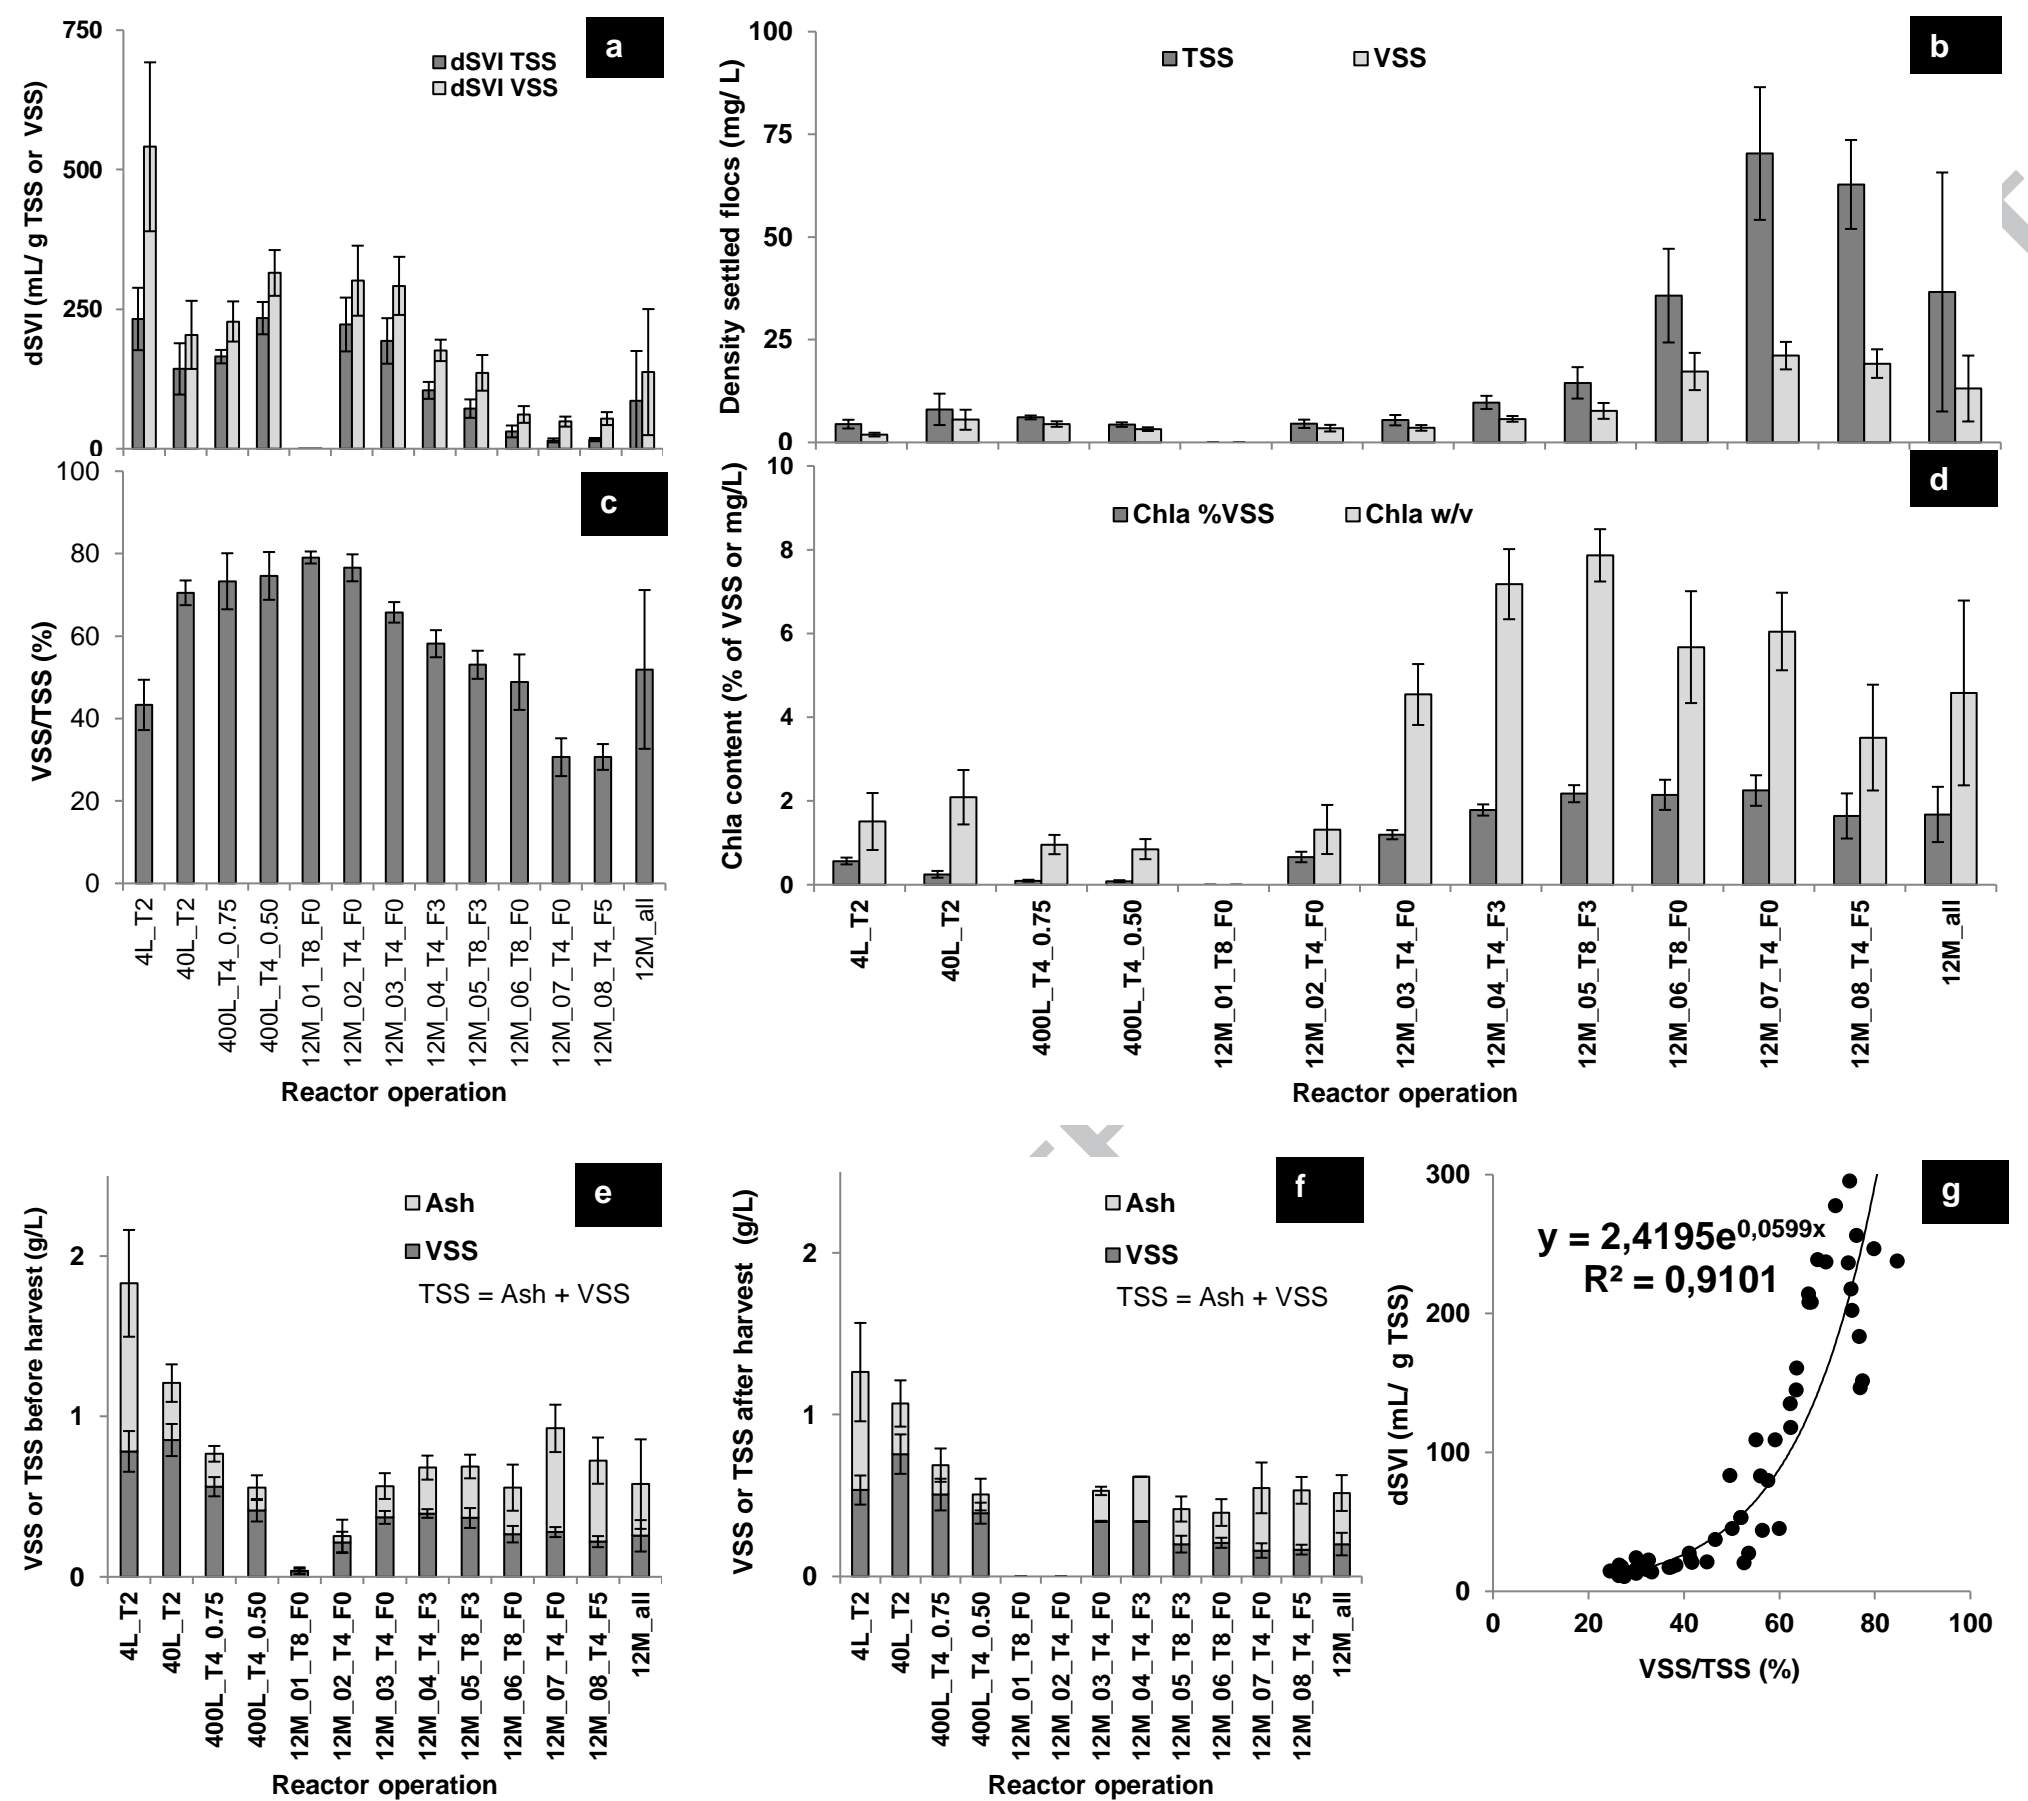 a
dSVI TSS
dSVI VSS
dSVI (mL/ g TSS or VSS)
750
500
250
0
b
TSS
VSS
Density settled flocs (mg/ L)
100
75
50
25
0
c
VSS/TSS (%)
100
80
60
40
20
0
4L_T2
40L_T2
400L_T4_0.75
400L_T4_0.50
12M_01_T8_F0
12M_02_T4_F0
12M_03_T4_F0
12M_04_T4_F3
12M_05_T8_F3
12M_06_T8_F0
12M_07_T4_F0
12M_08_T4_F5
12M_all
Reactor operation
d
Chla %VSS
Chla w/v
Chla content (% of VSS or mg/L)
10
8
6
4
2
0
4L_T2
40L_T2
400L_T4_0.75
400L_T4_0.50
12M_01_T8_F0
12M_02_T4_F0
12M_03_T4_F0
12M_04_T4_F3
12M_05_T8_F3
12M_06_T8_F0
12M_07_T4_F0
12M_08_T4_F5
12M_all
Reactor operation
e
Ash
VSS
TSS = Ash + VSS
VSS or TSS before harvest (g/L)
2
1
0
4L_T2
40L_T2
400L_T4_0.75
400L_T4_0.50
12M_01_T8_F0
12M_02_T4_F0
12M_03_T4_F0
12M_04_T4_F3
12M_05_T8_F3
12M_06_T8_F0
12M_07_T4_F0
12M_08_T4_F5
12M_all
Reactor operation
f
Ash
VSS
TSS = Ash + VSS
VSS or TSS after harvest (g/L)
2
1
0
4L_T2
40L_T2
400L_T4_0.75
400L_T4_0.50
12M_01_T8_F0
12M_02_T4_F0
12M_03_T4_F0
12M_04_T4_F3
12M_05_T8_F3
12M_06_T8_F0
12M_07_T4_F0
12M_08_T4_F5
12M_all
Reactor operation
g
y = 2,4195e^0,0599x
R² = 0,9101
dSVI (mL/ g TSS)
300
200
100
0
0 20 40 60 80 100
VSS/TSS (%)